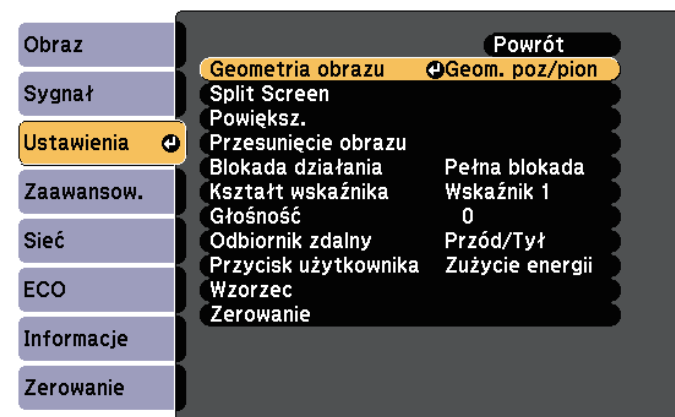 Obraz
Sygnał
Ustawienia
Zaawansow.
Sieć
ECO
Informacje
Zerowanie
Powrót
Geometria obrazu Geom. poz/pion
Split Screen
Powiększ.
Przesunięcie obrazu
Blokada działania Pełna blokada
Kształt wskaźnika Wskaźnik 1
Głośność 0
Odbiornik zdalny Przód/Tył
Przycisk użytkownika Zużycie energii
Wzorzec
Zerowanie